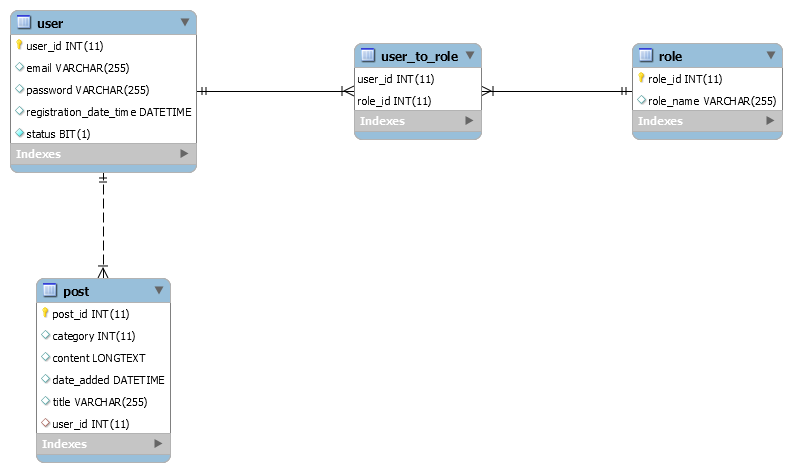 user
user_id INT(11)
email VARCHAR(255)
password VARCHAR(255)
registration_date_time DATETIME
status BIT(1)
Indexes
user_to_role
user_id INT(11)
role_id INT(11)
Indexes
role
role_id INT(11)
role_name VARCHAR(255)
Indexes
post
post_id INT(11)
category INT(11)
content LONGTEXT
date_added DATETIME
title VARCHAR(255)
user_id INT(11)
Indexes